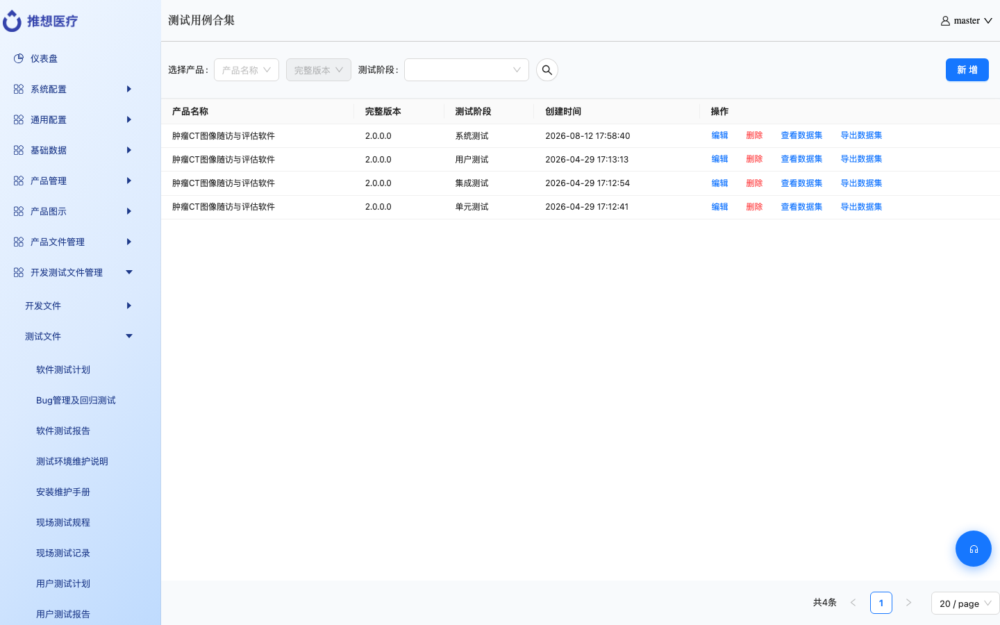 推想医疗
测试用例合集
master
仪表盘
系统配置
通用配置
基础数据
产品管理
产品图示
产品文件管理
开发测试文件管理
开发文件
测试文件
软件测试计划
Bug管理及回归测试
软件测试报告
测试环境维护说明
安装维护手册
现场测试规程
现场测试记录
用户测试计划
用户测试报告
选择产品： 产品名称 完整版本 测试阶段： 新 增
产品名称 完整版本 测试阶段 创建时间 操作
肿瘤CT图像随访与评估软件 2.0.0.0 系统测试 2026-08-12 17:58:40 编辑 删除 查看数据集 导出数据集
肿瘤CT图像随访与评估软件 2.0.0.0 用户测试 2026-04-29 17:13:13 编辑 删除 查看数据集 导出数据集
肿瘤CT图像随访与评估软件 2.0.0.0 集成测试 2026-04-29 17:12:54 编辑 删除 查看数据集 导出数据集
肿瘤CT图像随访与评估软件 2.0.0.0 单元测试 2026-04-29 17:12:41 编辑 删除 查看数据集 导出数据集
共4条 1 20 / page